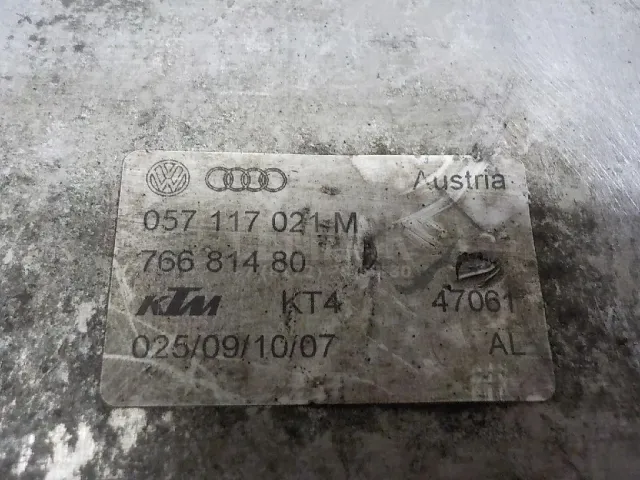 Austria
057 117 021 M
766 814 80
KTM KT4 47061
025/09/10/07 AL